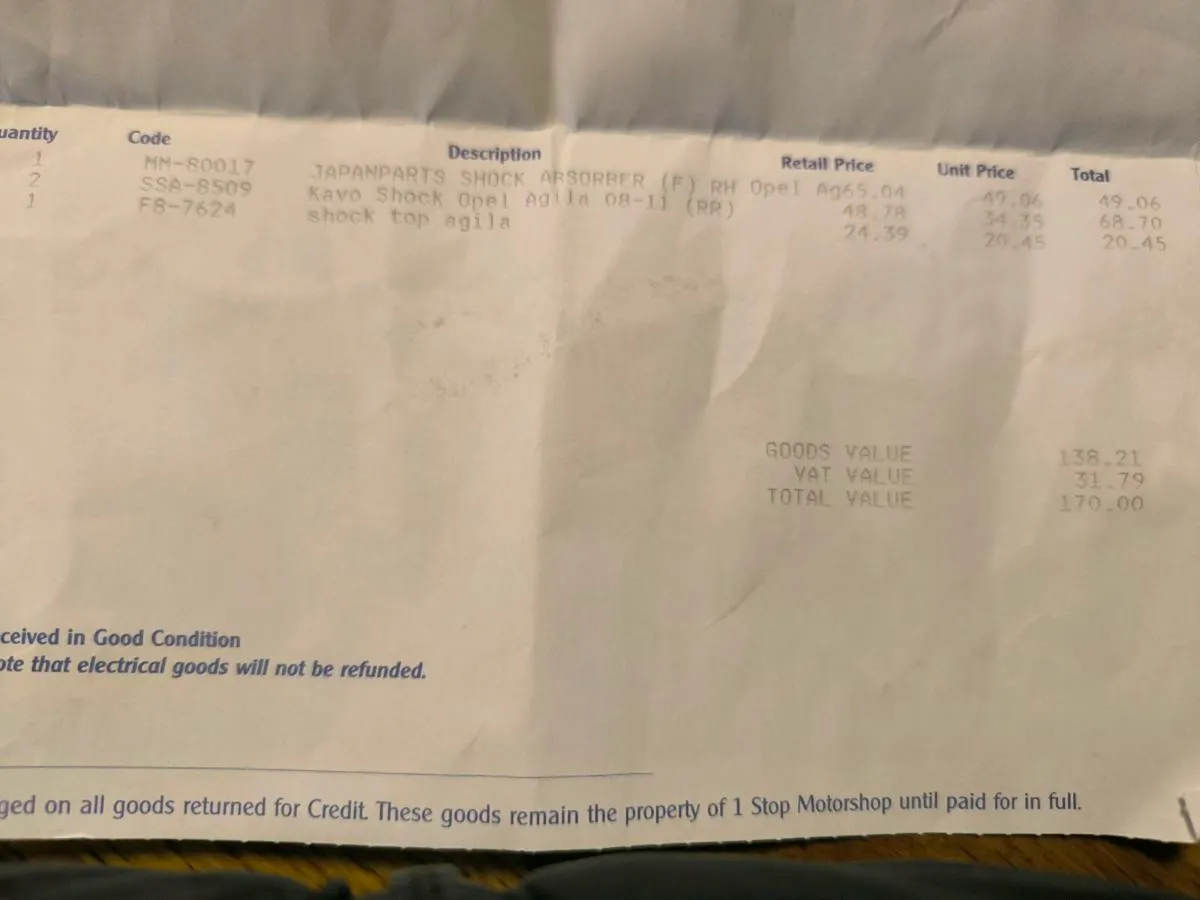 uantity Code Description Retail Price Unit Price Total
1 MM-80017 JAPANPARTS SHOCK ABSORBER (F) RH Opel Ag65.04 49.06 49.06
2 SSA-8509 Kavo Shock Opel Agila 08-11 (RR) 48.78 34.35 68.70
1 F8-7624 shock top agila 24.39 20.45 20.45
GOODS VALUE 138.21
VAT VALUE 31.79
TOTAL VALUE 170.00
ceived in Good Condition
ote that electrical goods will not be refunded.
ged on all goods returned for Credit. These goods remain the property of 1 Stop Motorshop until paid for in full.